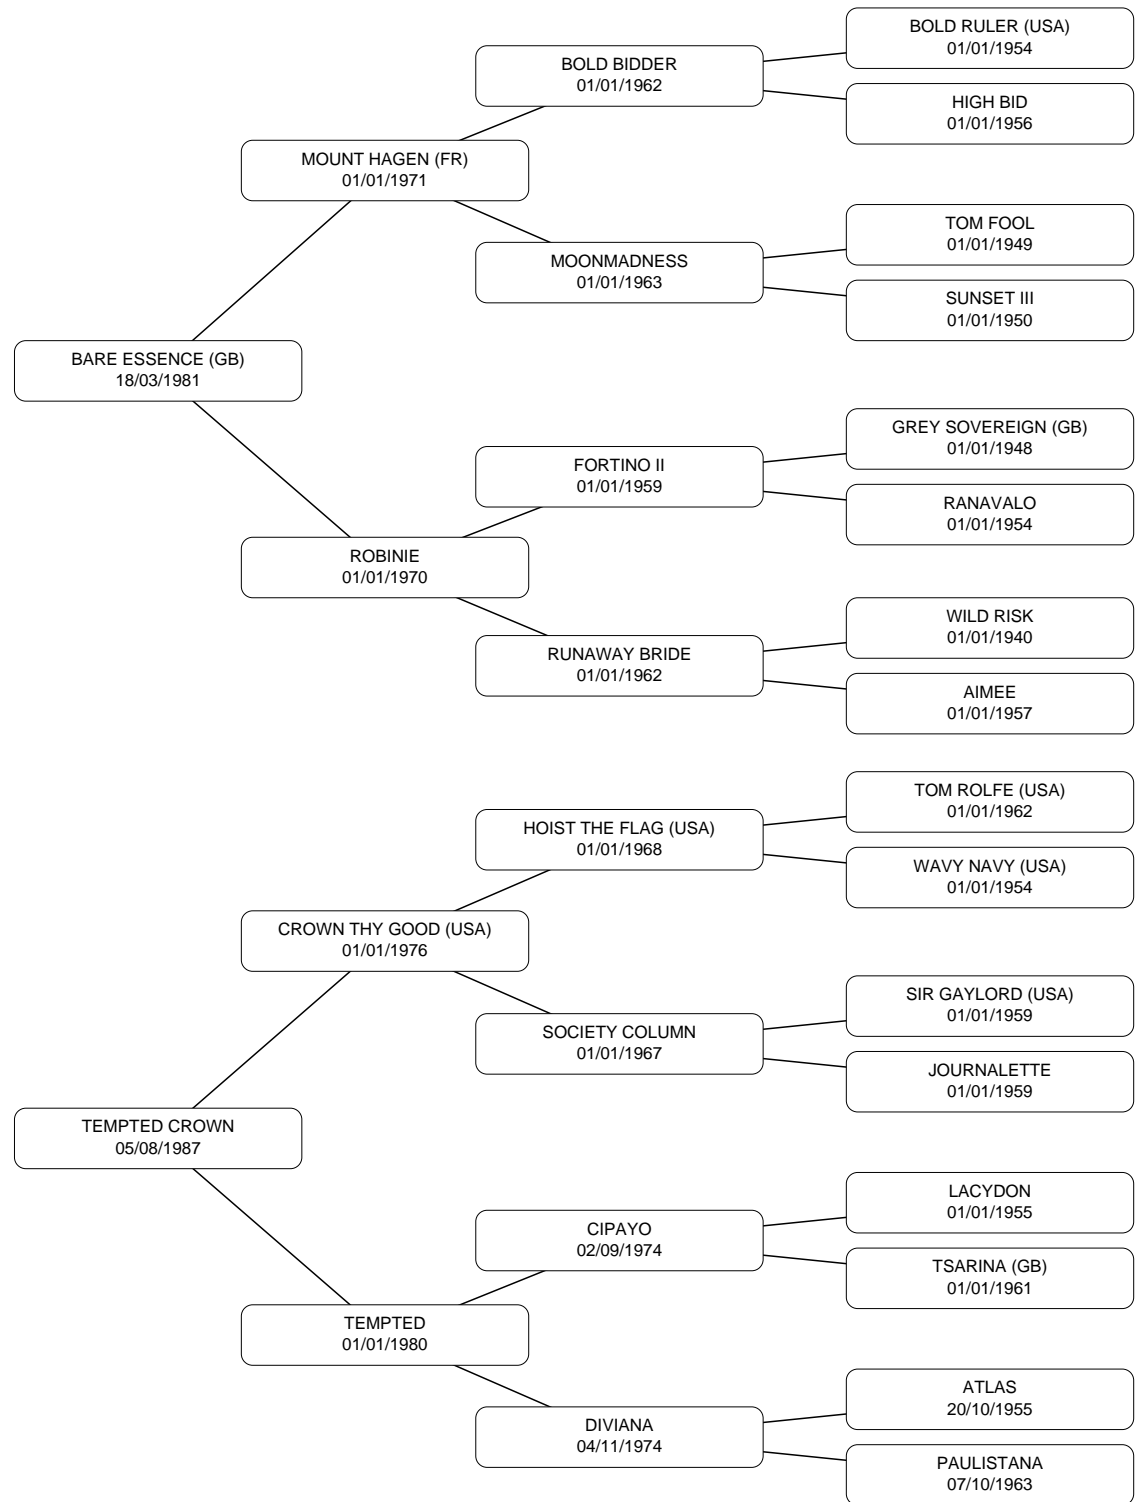 BOLD RULER (USA)
01/01/1954
BOLD BIDDER
01/01/1962
HIGH BID
01/01/1956
MOUNT HAGEN (FR)
01/01/1971
TOM FOOL
01/01/1949
MOONMADNESS
01/01/1963
SUNSET III
01/01/1950
BARE ESSENCE (GB)
18/03/1981
GREY SOVEREIGN (GB)
01/01/1948
FORTINO II
01/01/1959
RANAVALO
01/01/1954
ROBINIE
01/01/1970
WILD RISK
01/01/1940
RUNAWAY BRIDE
01/01/1962
AIMEE
01/01/1957
TOM ROLFE (USA)
01/01/1962
HOIST THE FLAG (USA)
01/01/1968
WAVY NAVY (USA)
01/01/1954
CROWN THY GOOD (USA)
01/01/1976
SIR GAYLORD (USA)
01/01/1959
SOCIETY COLUMN
01/01/1967
JOURNALETTE
01/01/1959
TEMPTED CROWN
05/08/1987
LACYDON
01/01/1955
CIPAYO
02/09/1974
TSARINA (GB)
01/01/1961
TEMPTED
01/01/1980
ATLAS
20/10/1955
DIVIANA
04/11/1974
PAULISTANA
07/10/1963